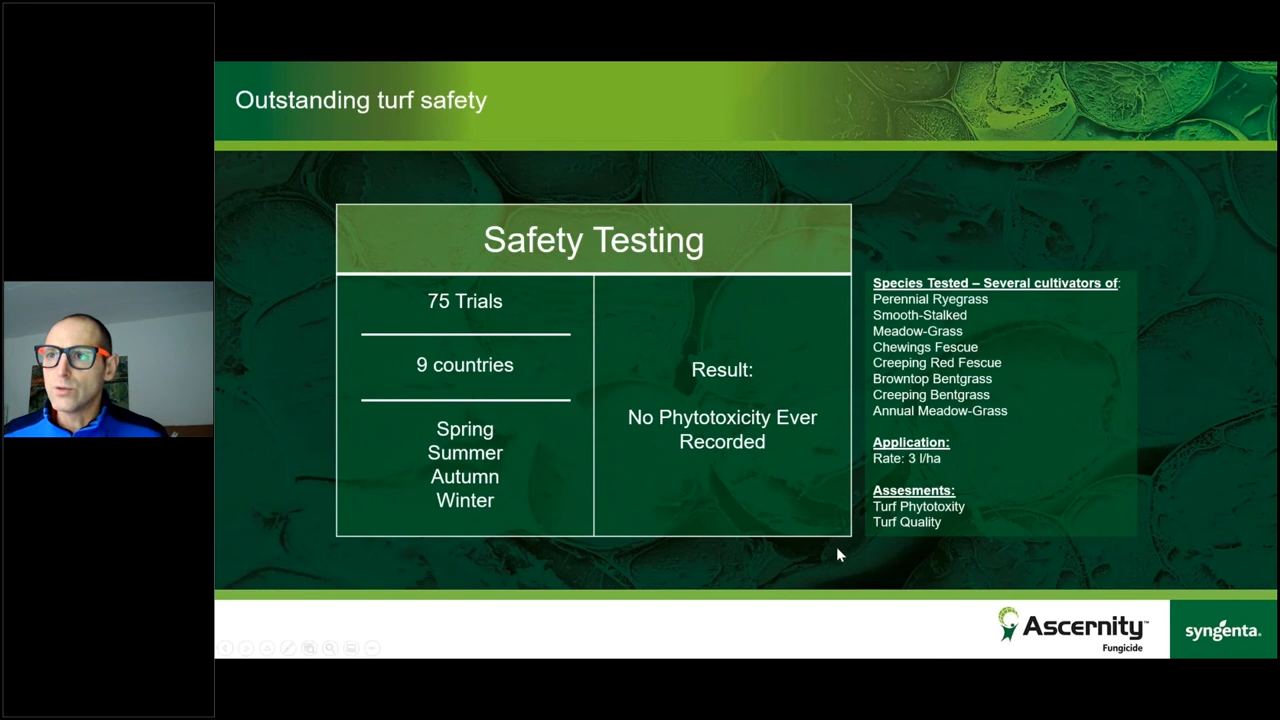 Outstanding turf safety
Safety Testing
75 Trials
9 countries
Spring
Summer
Autumn
Winter
Result:
No Phytotoxicity Ever
Recorded
Species Tested – Several cultivators of:
Perennial Ryegrass
Smooth-Stalked
Meadow-Grass
Chewings Fescue
Creeping Red Fescue
Browntop Bentgrass
Creeping Bentgrass
Annual Meadow-Grass
Application:
Rate: 3 l/ha
Assesments:
Turf Phytotoxity
Turf Quality
Ascernity™
Fungicide
syngenta®